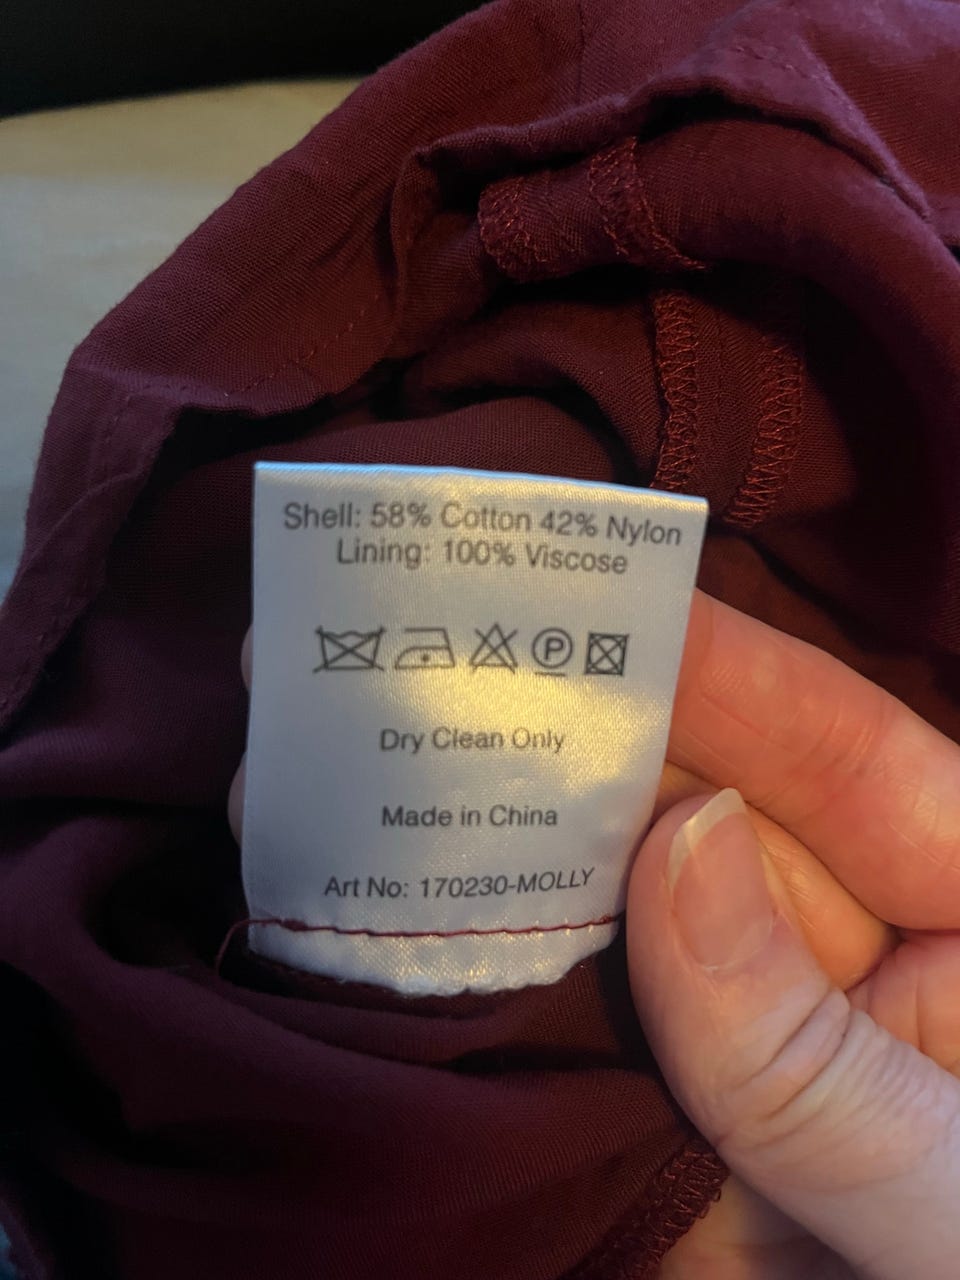 Shell: 58% Cotton 42% Nylon
Lining: 100% Viscose
P
Dry Clean Only
Made in China
Art No: 170230-MOLLY